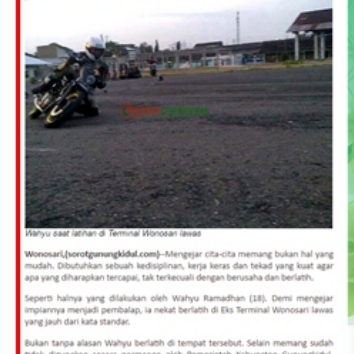 Wahyu saat latihan di Terminal Wonosari lawas
Wonosari,(sorotgunungkidul.com)--Mengejar cita-cita memang bukan hal yang
mudah. Dibutuhkan sebuah kedisiplinan, kerja keras dan tekad yang kuat agar
apa yang diharapkan tercapai, tak terkecuali dengan berusaha dan berlatih.
Seperti halnya yang dilakukan oleh Wahyu Ramadhan (18). Demi mengejar
impiannya menjadi pembalap, ia nekat berlatih di Eks Terminal Wonosari lawas
yang jauh dari kata standar.
Bukan tanpa alasan Wahyu berlatih di tempat tersebut. Selain memang sudah